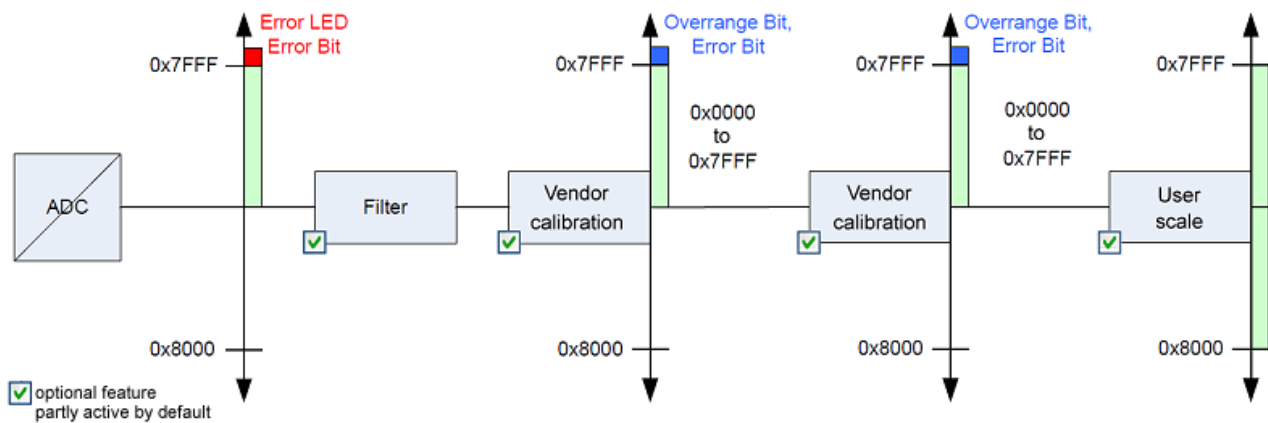 Error LED
Error Bit
0x7FFF
Overrange Bit,
Error Bit
0x7FFF
Overrange Bit,
Error Bit
0x7FFF
0x7FFF
0x0000
to
0x7FFF
0x0000
to
0x7FFF
ADC
Filter
Vendor
calibration
Vendor
calibration
User
scale
0x8000
0x8000
0x8000
0x8000
optional feature
partly active by default